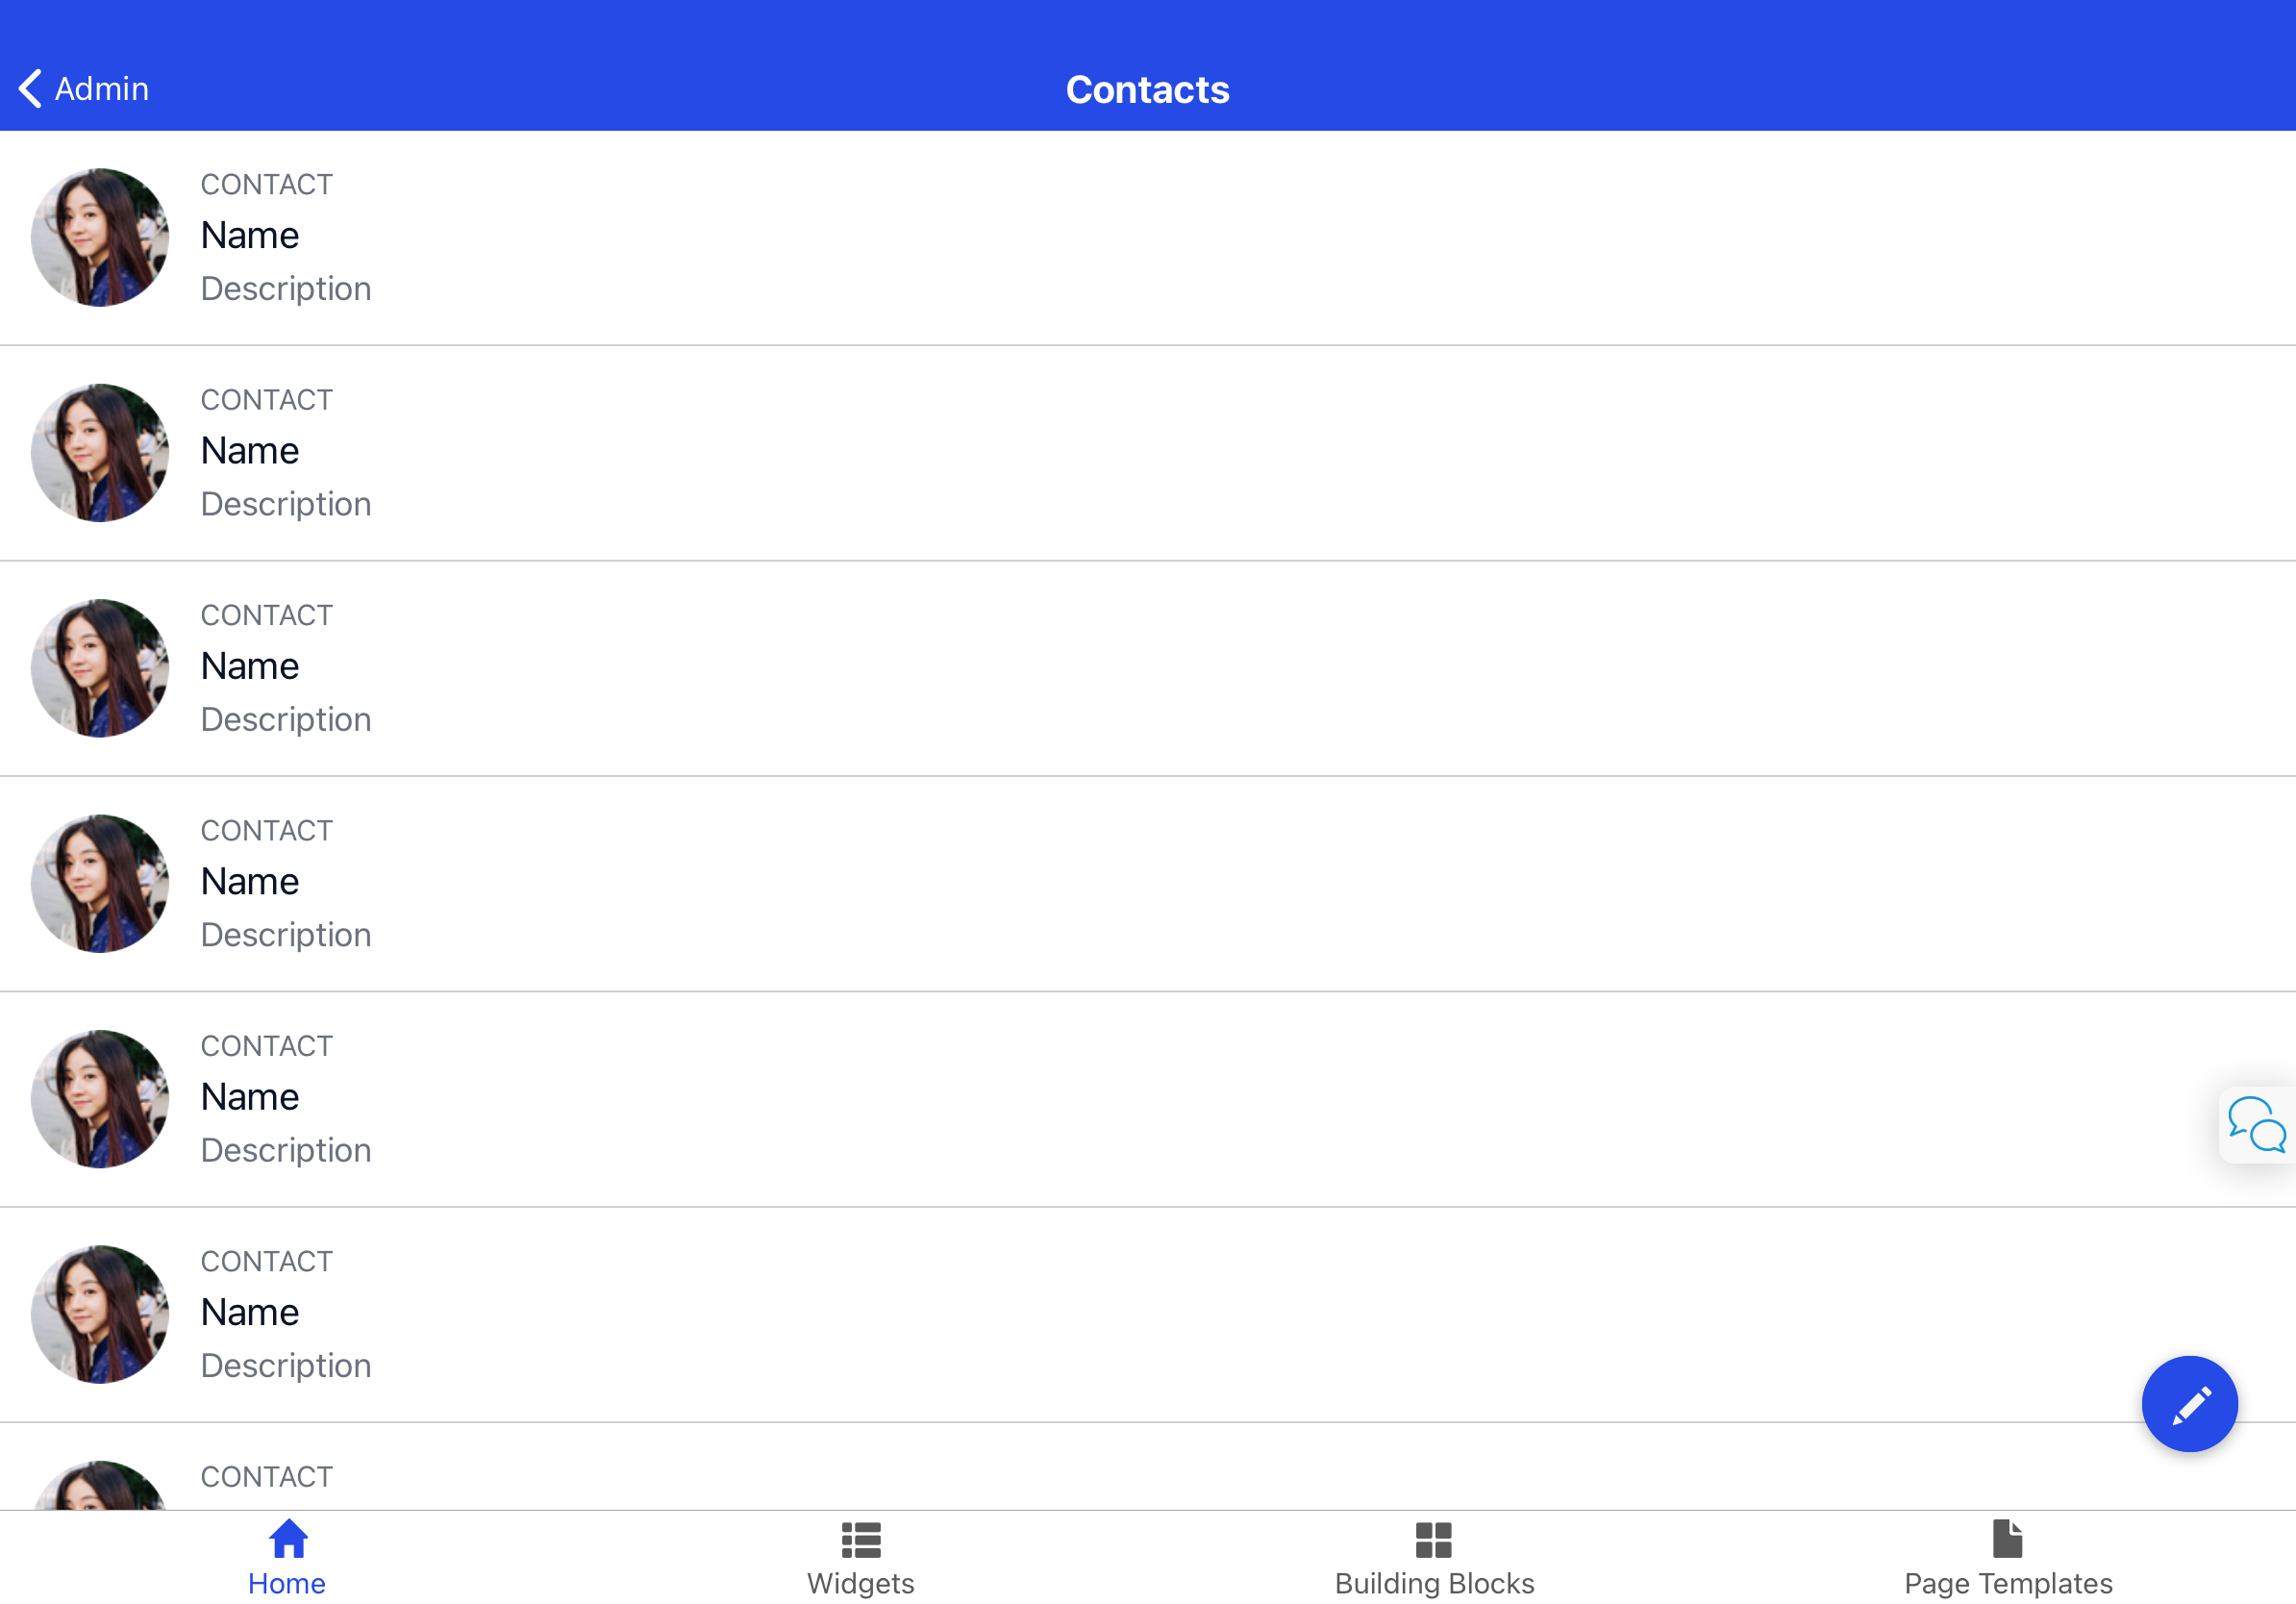 Admin
Contacts
CONTACT
Name
Description
CONTACT
Name
Description
CONTACT
Name
Description
CONTACT
Name
Description
CONTACT
Name
Description
CONTACT
Name
Description
CONTACT
Home
Widgets
Building Blocks
Page Templates